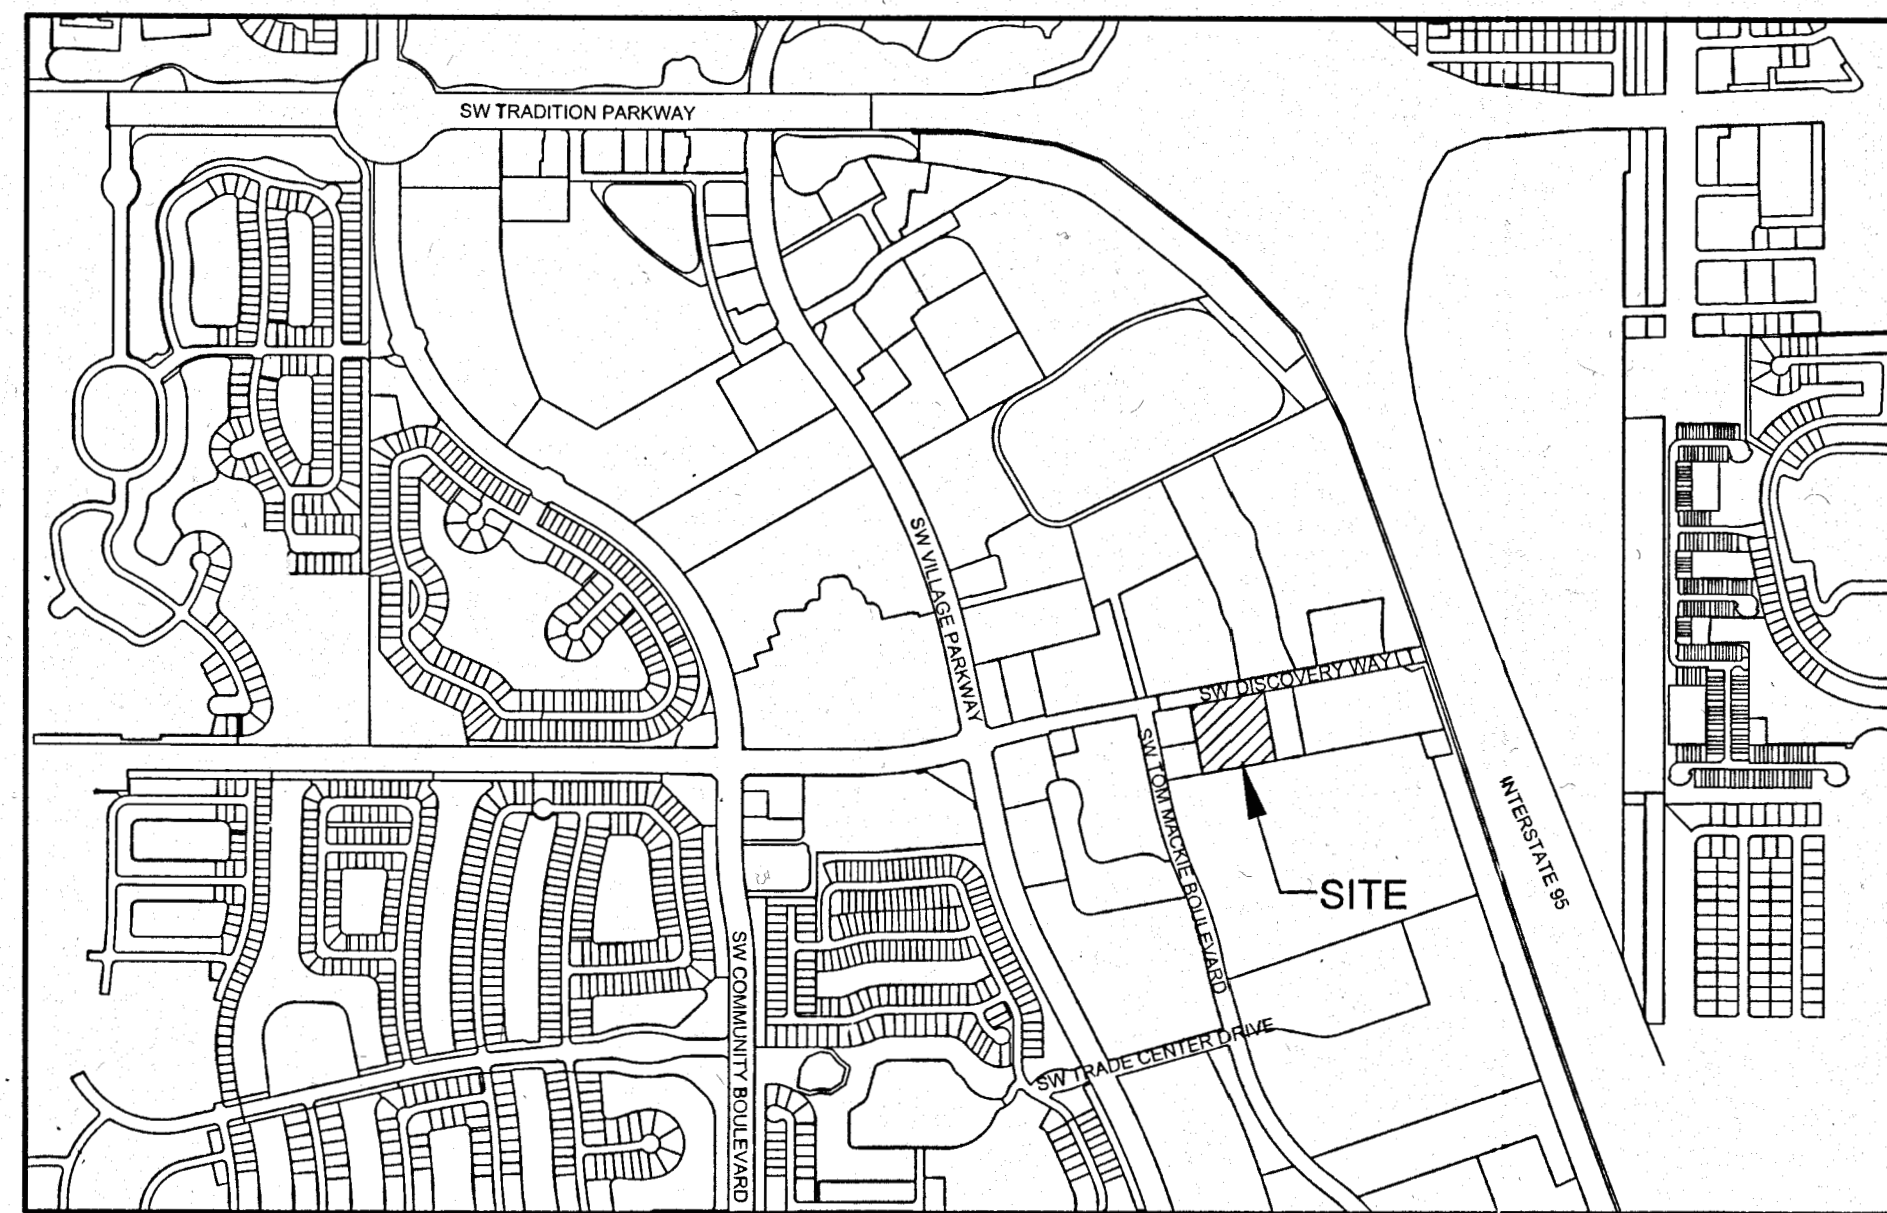 SW TRADITION PARKWAY
SW VILLAGE PARKWAY
SW DISCOVERY WAY
SW TOM MACKIE BOULEVARD
INTERSTATE 95
SITE
SW COMMUNITY BOULEVARD
SW TRADE CENTER DRIVE